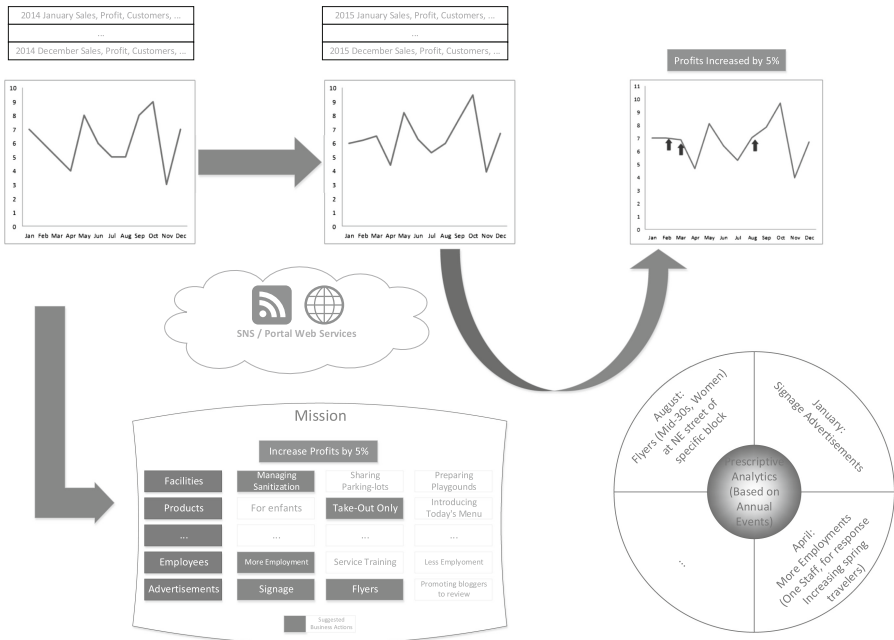 2014 January Sales, Profit, Customers, ...
...
2014 December Sales, Profit, Customers, ...
2015 January Sales, Profit, Customers, ...
...
2015 December Sales, Profit, Customers, ...
Profits Increased by 5%
10
9
8
7
6
5
4
3
2
1
0
Jan Feb Mar Apr May Jun Jul Aug Sep Oct Nov Dec
10
9
8
7
6
5
4
3
2
1
0
Jan Feb Mar Apr May Jun Jul Aug Sep Oct Nov Dec
11
10
9
8
7
6
5
4
3
2
1
0
Jan Feb Mar Apr May Jun Jul Aug Sep Oct Nov Dec
SNS / Portal Web Services
Mission
Increase Profits by 5%
Facilities
Managing
Sanitization
Sharing
Parking-lots
Preparing
Playgounds
Products
For enfants
Take-Out Only
Introducing
Today's Menu
...
...
...
...
Employees
More Employment
Service Training
Less Emplyoment
Advertisements
Signage
Flyers
Promoting bloggers
to review
Suggested
Business Actions
August:
Flyers (Mid-30s, Women)
at NE street of
specific block
January:
Signage Advertisements
Prescriptive
Analytics
(Based on
Annual
Events)
...
April:
More Employments
(One Staff, for response
Increasing spring
travelers)